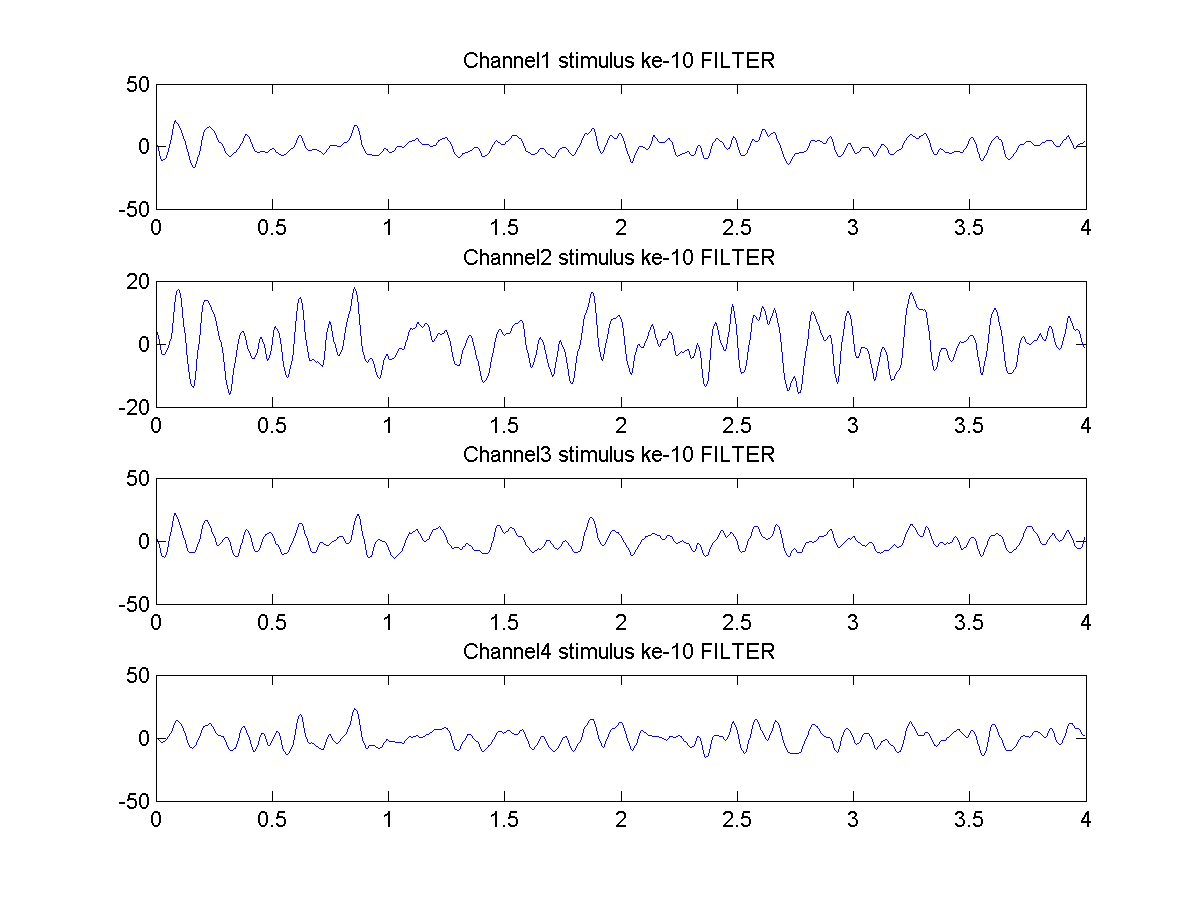 Channel1 stimulus ke-10 FILTER
50
0
-50
0 0.5 1 1.5 2 2.5 3 3.5 4
Channel2 stimulus ke-10 FILTER
20
0
-20
0 0.5 1 1.5 2 2.5 3 3.5 4
Channel3 stimulus ke-10 FILTER
50
0
-50
0 0.5 1 1.5 2 2.5 3 3.5 4
Channel4 stimulus ke-10 FILTER
50
0
-50
0 0.5 1 1.5 2 2.5 3 3.5 4